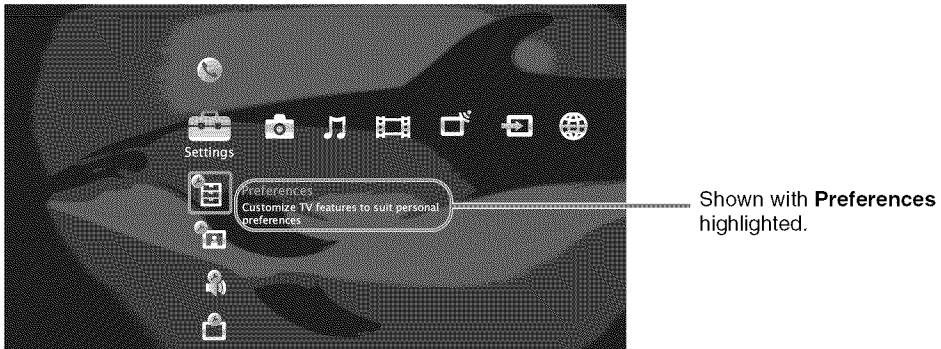 Settings
Preferences
Customize TV features to suit personal
preferences
Shown with Preferences
highlighted.